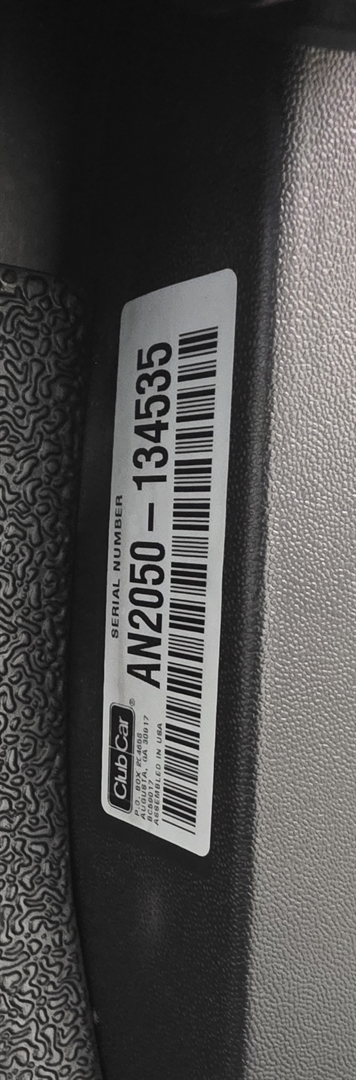 SERIAL NUMBER
AN2050 – 134535
Club Car®
P.O. BOX 204658
AUGUSTA, GA 30917
ASSEMBLED IN USA